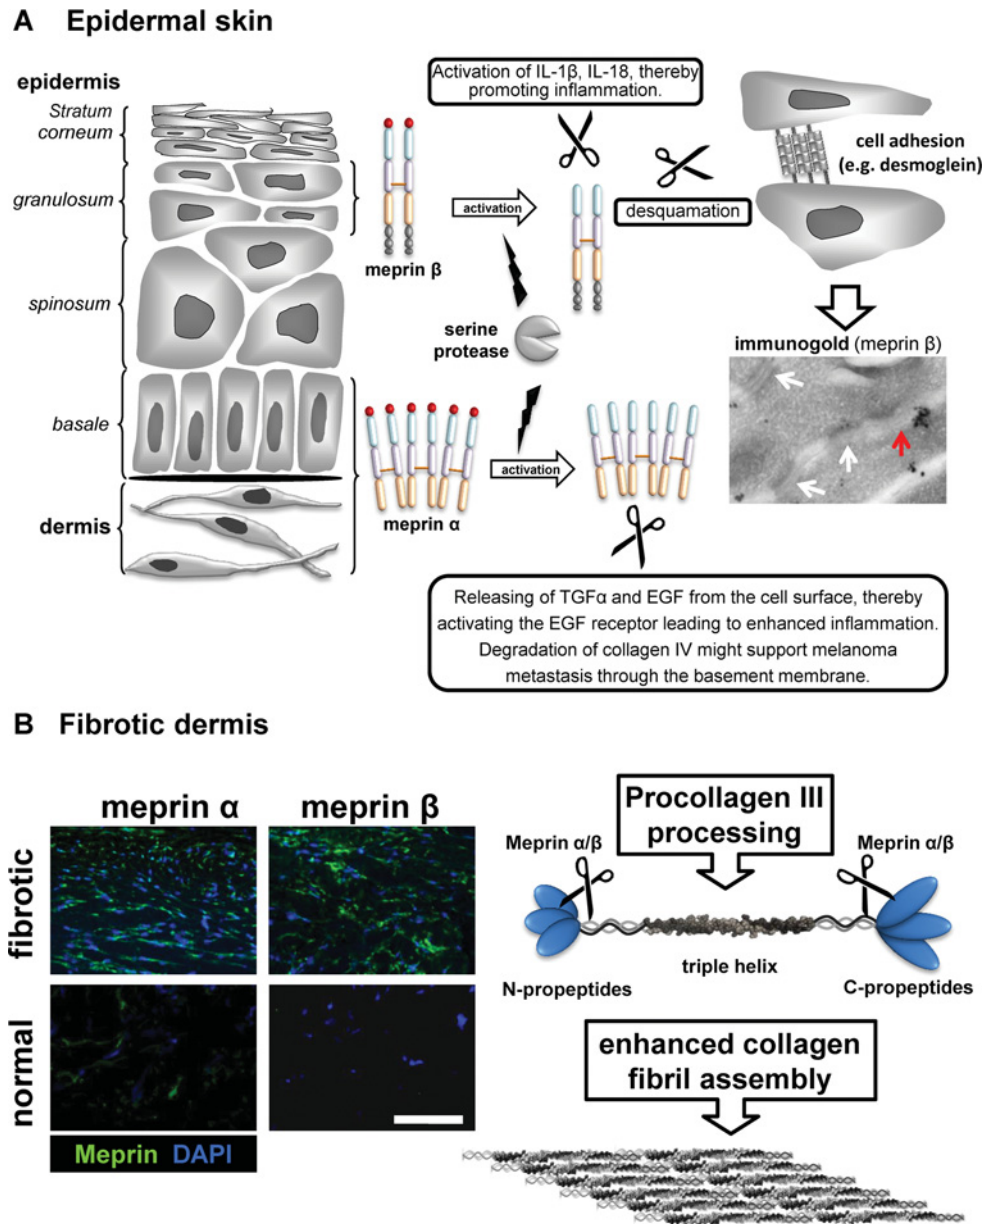 A Epidermal skin
epidermis
Stratum
corneum
granulosum
spinosum
basale
dermis
meprin β
activation
Activation of IL-1β, IL-18, thereby
promoting inflammation.
desquamation
cell adhesion
(e.g. desmoglein)
serine
protease
immunogold (meprin β)
meprin α
activation
Releasing of TGFα and EGF from the cell surface, thereby
activating the EGF receptor leading to enhanced inflammation.
Degradation of collagen IV might support melanoma
metastasis through the basement membrane.
B Fibrotic dermis
meprin α meprin β
fibrotic
normal
Meprin DAPI
Procollagen III
processing
Meprin α/β
Meprin α/β
triple helix
N-propeptides
C-propeptides
enhanced collagen
fibril assembly